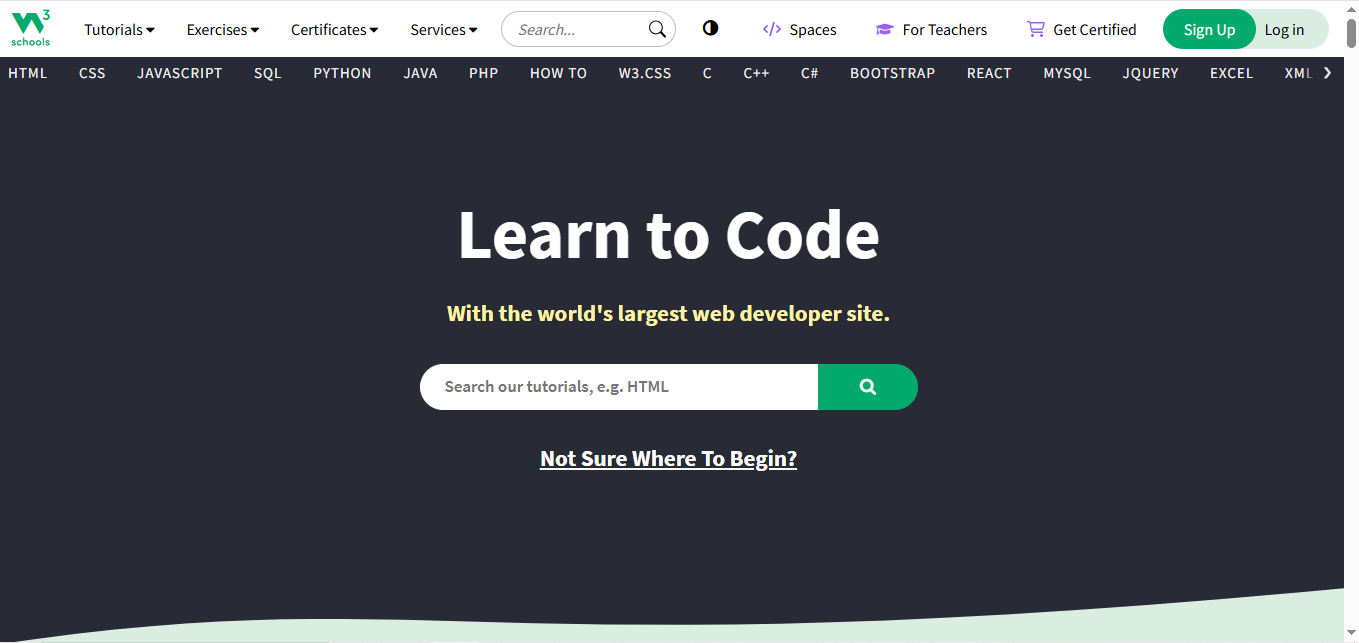 W3 schools Tutorials Exercises Certificates Services Search... Spaces For Teachers Get Certified Sign Up Log in
HTML CSS JAVASCRIPT SQL PYTHON JAVA PHP HOW TO W3.CSS C C++ C# BOOTSTRAP REACT MYSQL JQUERY EXCEL XML
Learn to Code
With the world's largest web developer site.
Search our tutorials, e.g. HTML
Not Sure Where To Begin?